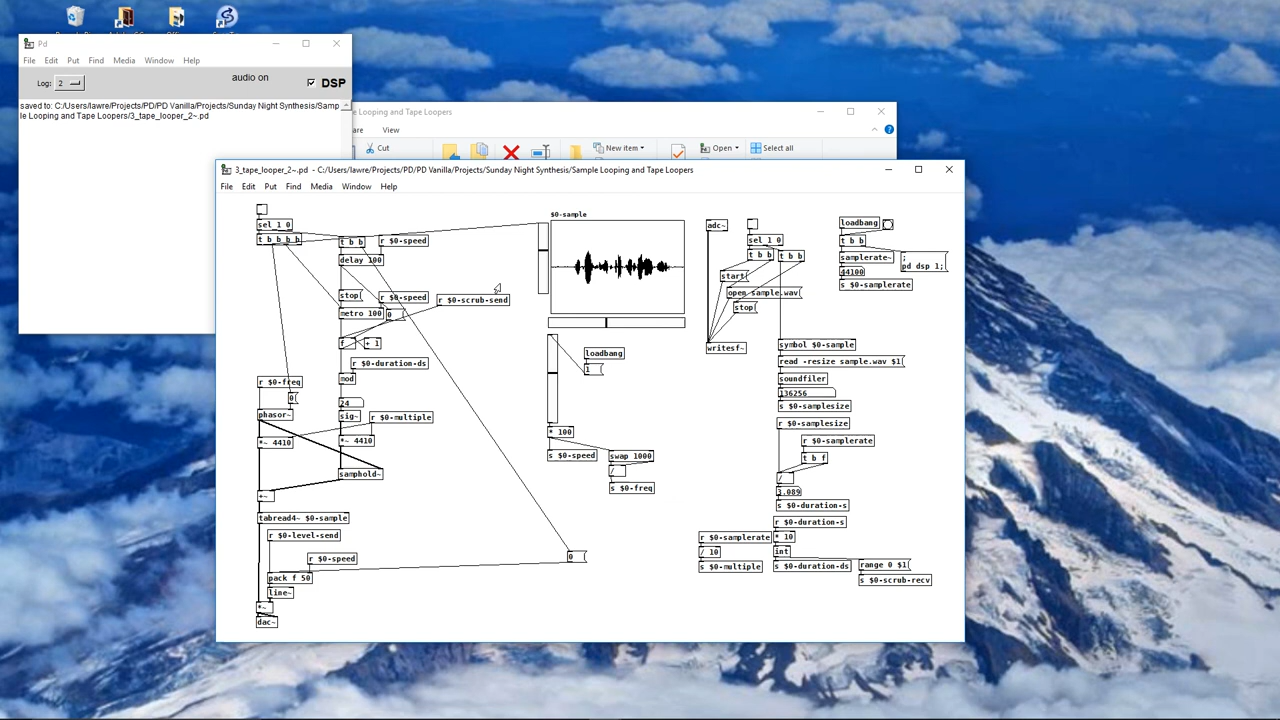 Pd
File Edit Put Find Media Window Help
Log: 2
audio on
DSP
saved to: C:/Users/lawre/Projects/PD/PD Vanilla/Projects/Sunday Night Synthesis/Samp
le Looping and Tape Loopers/3_tape_looper_2~.pd
Looping and Tape Loopers
are View
Cut
New item
Open
Select all
3_tape_looper_2~.pd - C:/Users/lawre/Projects/PD/PD Vanilla/Projects/Sunday Night Synthesis/Sample Looping and Tape Loopers
File Edit Put Find Media Window Help
sel 1 0
t b b b b
t b b
r $0-speed
delay 100
stop
r $0-speed
metro 100
0
r $0-scrub-send
f
+ 1
r $0-duration-ds
mod
24
sig~
r $0-multiple
*~ 4410
r $0-freq
0
phasor~
*~ 4410
samphold~
+~
tabread4~ $0-sample
r $0-level-send
r $0-speed
pack f 50
line~
*~
dac~
0
$0-sample
loadbang
1
* 100
s $0-speed
swap 1000
/
s $0-freq
adc~
sel 1 0
t b b
t b b
start
open sample.wav
stop
writesf~
symbol $0-sample
read -resize sample.wav $1
soundfiler
136256
s $0-samplesize
r $0-samplesize
r $0-samplerate
t b f
/
3.089
s $0-duration-s
r $0-duration-s
* 10
int
s $0-duration-ds
range 0 $1
s $0-scrub-recv
r $0-samplerate
/ 10
s $0-multiple
loadbang
t b b
samplerate~
44100
s $0-samplerate
;
pd dsp 1;